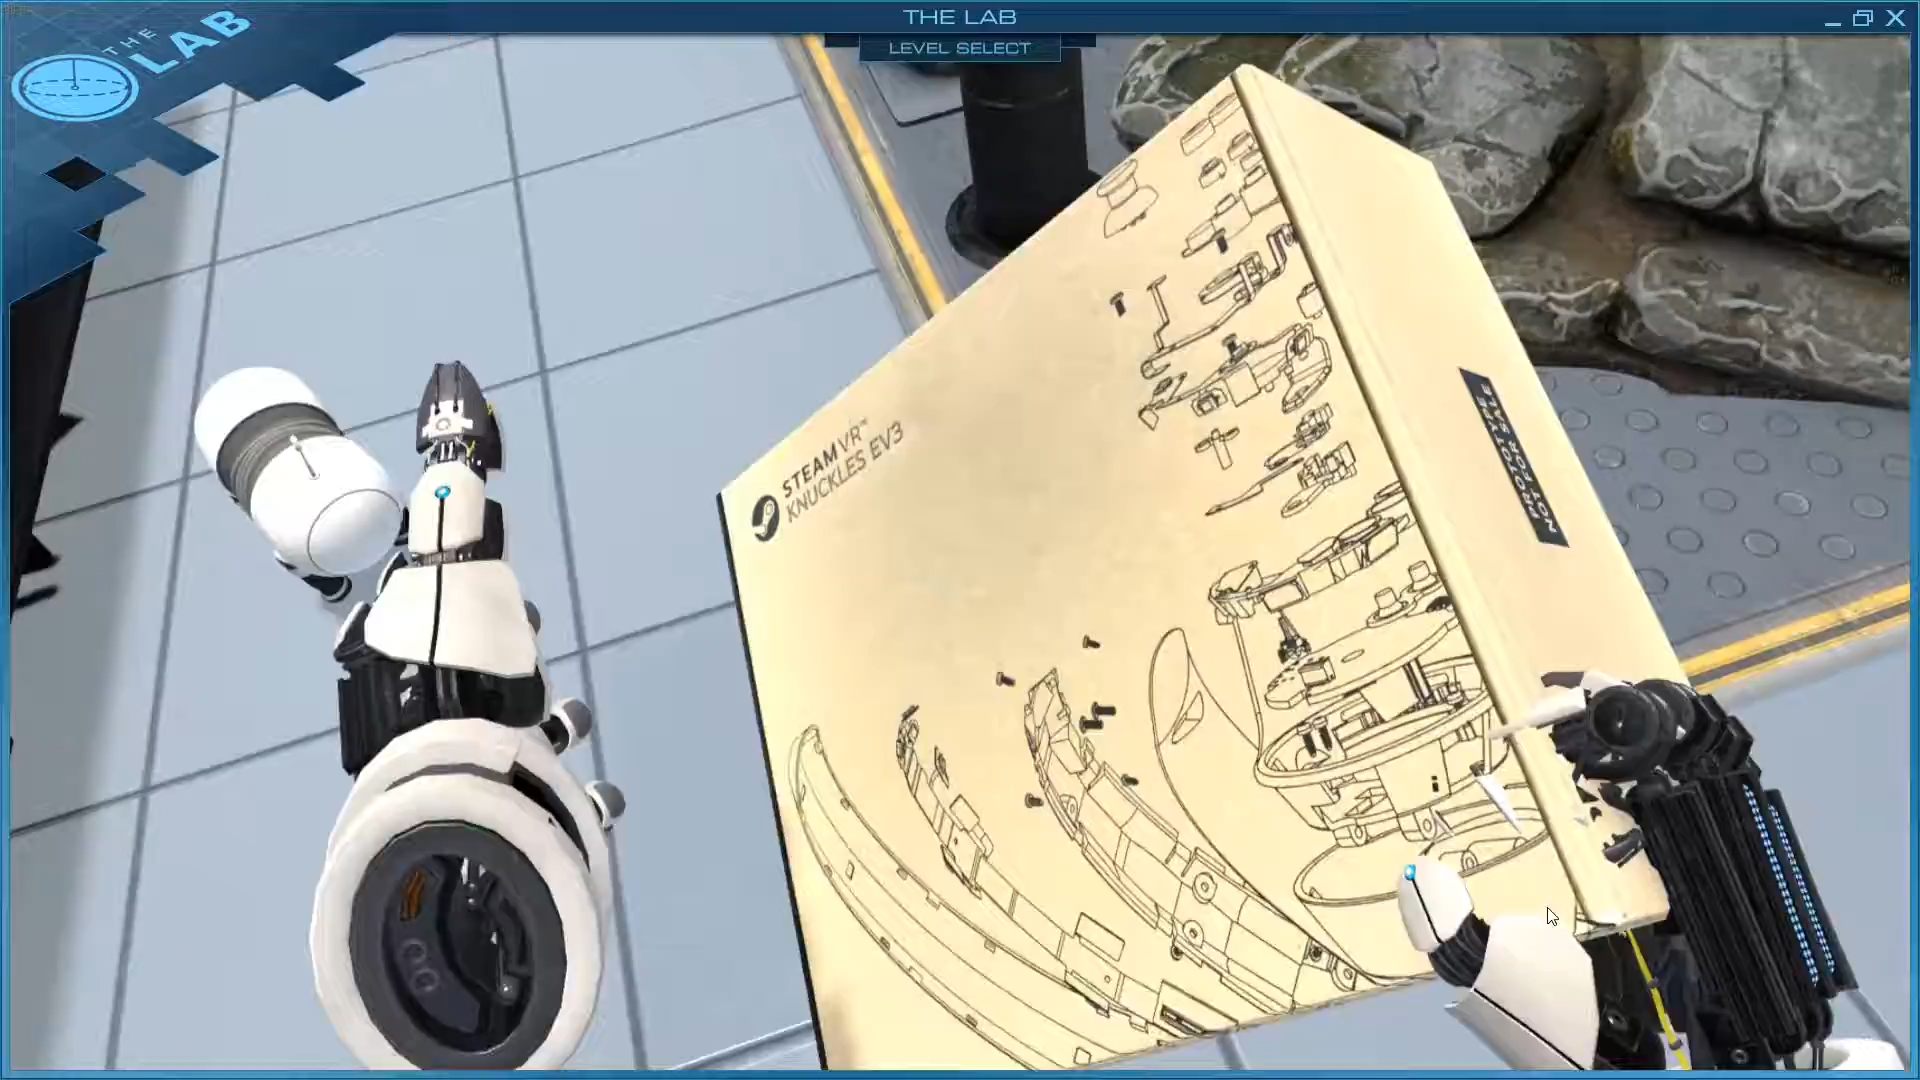 THE LAB
THE
LAB
LEVEL SELECT
STEAMVR™
KNUCKLES EV3
PROTOTYPE
NOT FOR SALE